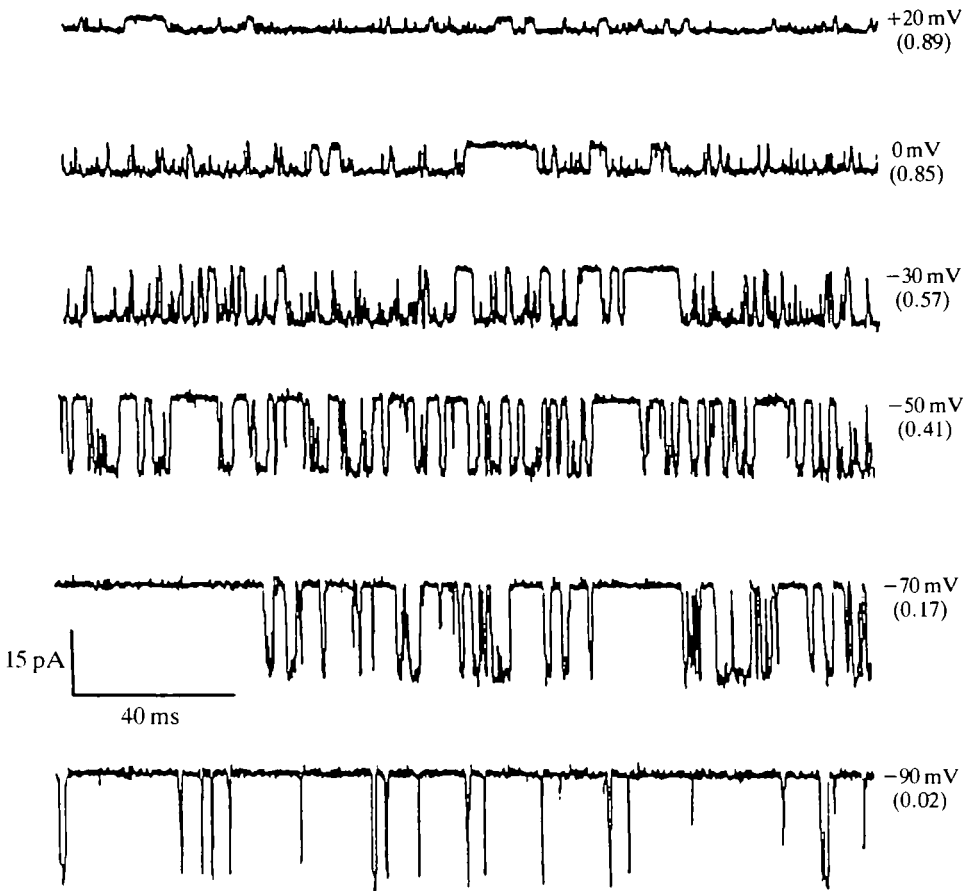 +20 mV
(0.89)
0 mV
(0.85)
−30 mV
(0.57)
−50 mV
(0.41)
−70 mV
(0.17)
15 pA
40 ms
−90 mV
(0.02)